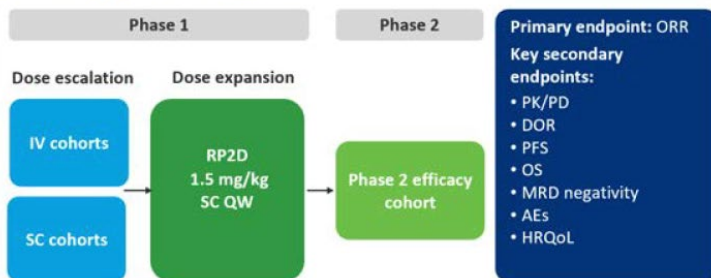 Phase 1
Phase 2
Dose escalation
Dose expansion
IV cohorts
SC cohorts
RP2D
1.5 mg/kg
SC QW
Phase 2 efficacy
cohort
Primary endpoint: ORR
Key secondary
endpoints:
• PK/PD
• DOR
• PFS
• OS
• MRD negativity
• AEs
• HRQoL